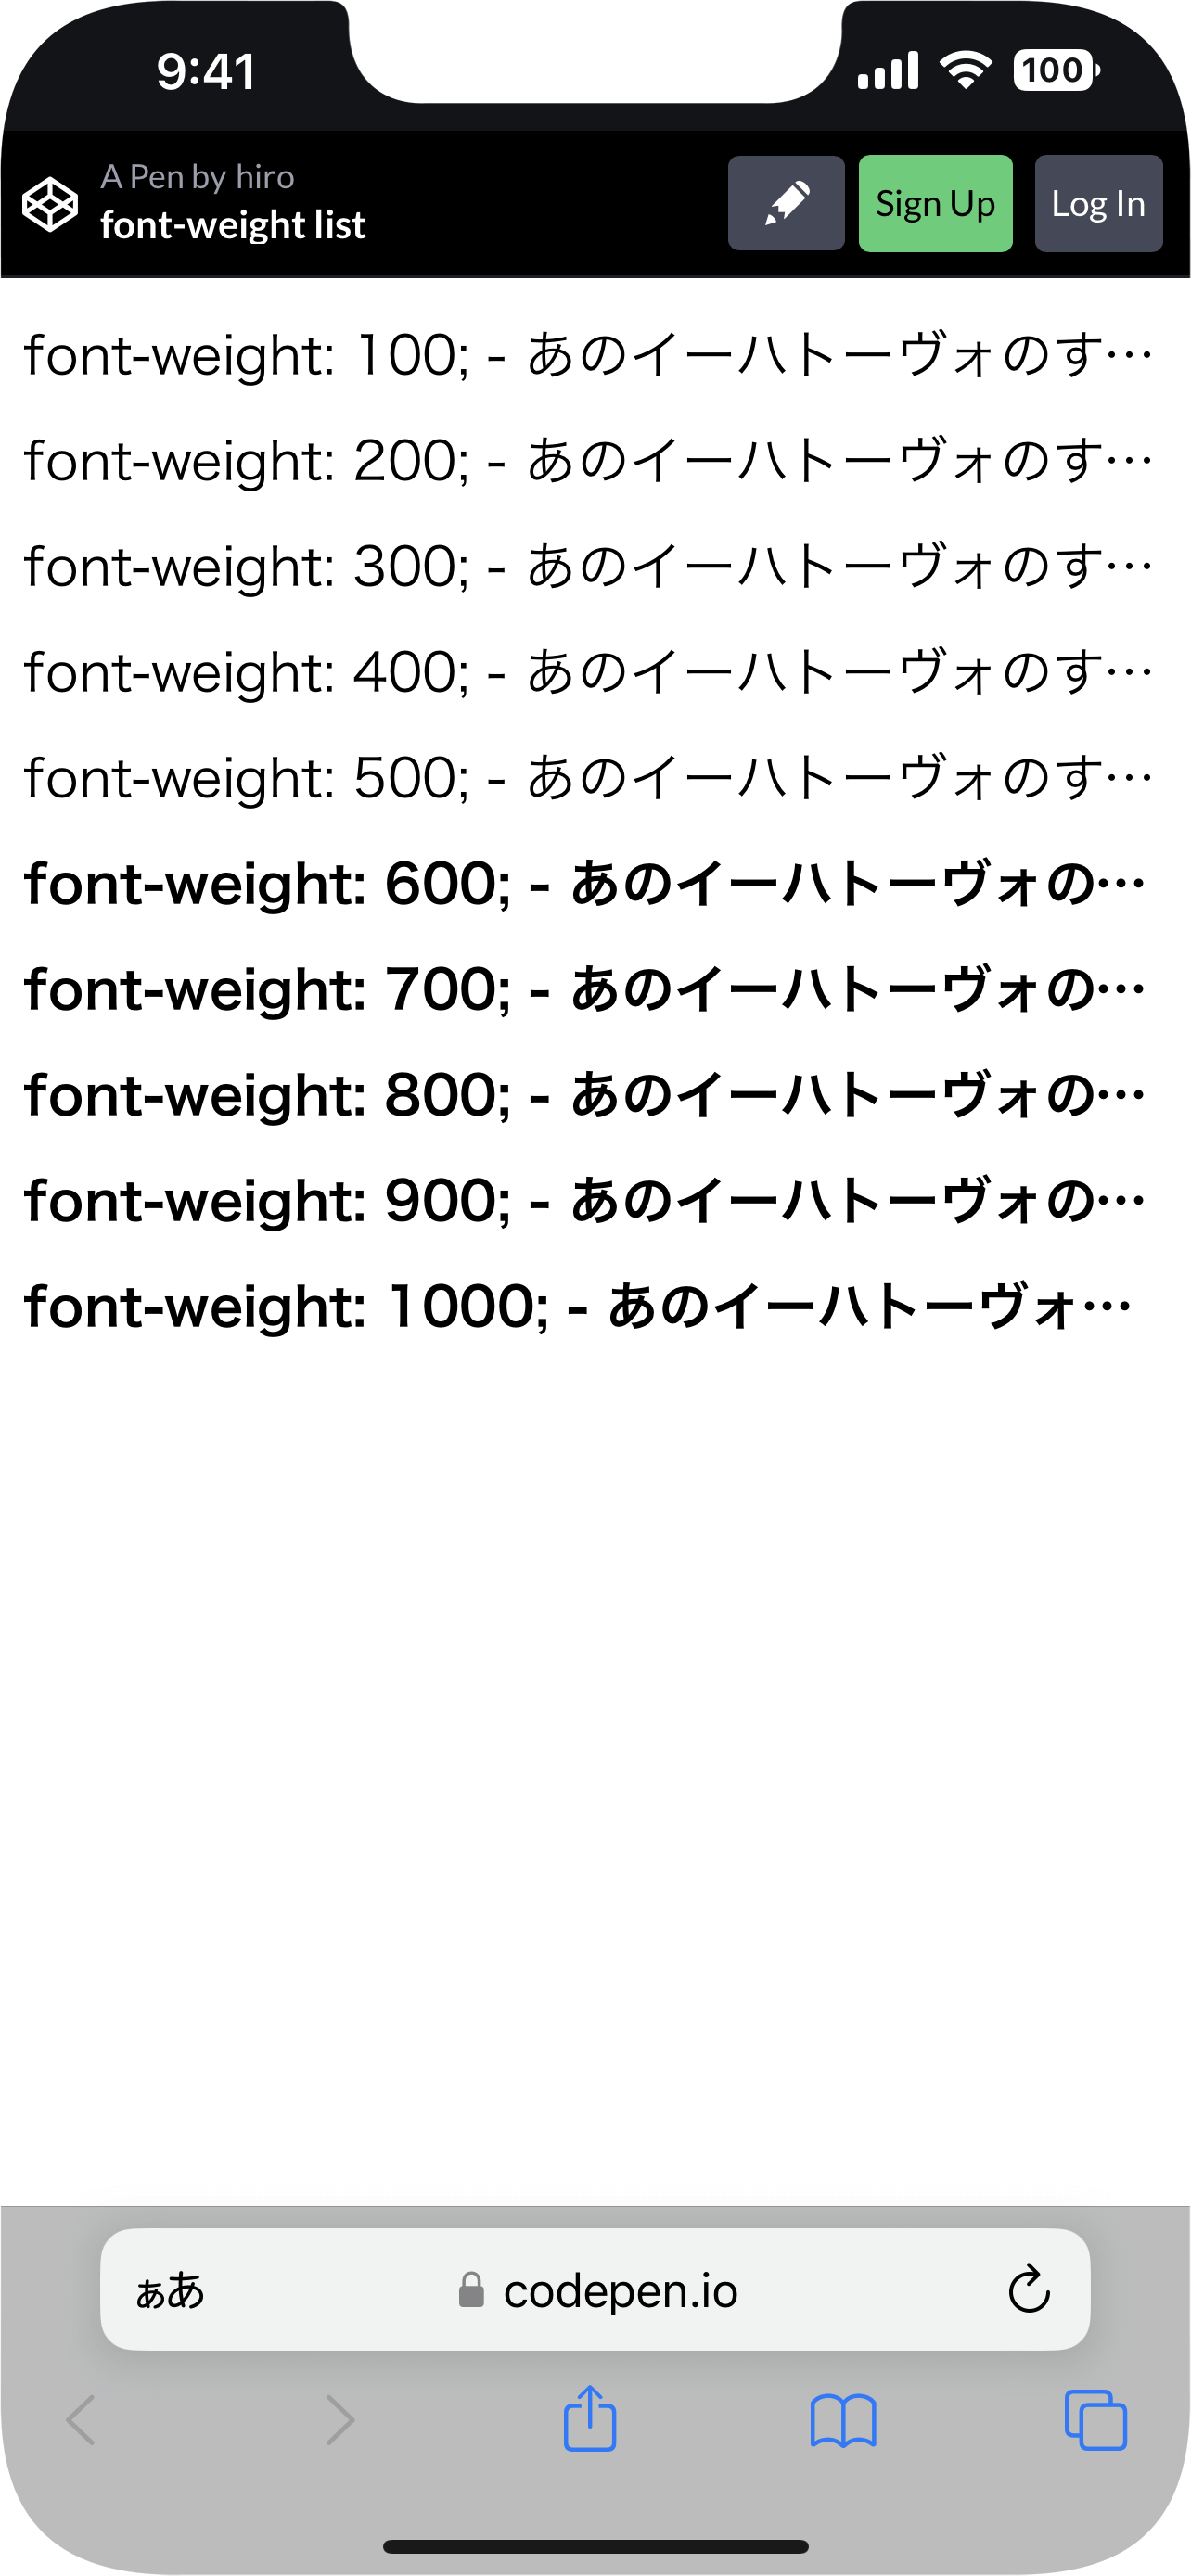 9:41
100
A Pen by hiro
font-weight list
Sign Up
Log In
font-weight: 100; - あのイーハトーヴォのす…
font-weight: 200; - あのイーハトーヴォのす…
font-weight: 300; - あのイーハトーヴォのす…
font-weight: 400; - あのイーハトーヴォのす…
font-weight: 500; - あのイーハトーヴォのす…
font-weight: 600; - あのイーハトーヴォの…
font-weight: 700; - あのイーハトーヴォの…
font-weight: 800; - あのイーハトーヴォの…
font-weight: 900; - あのイーハトーヴォの…
font-weight: 1000; - あのイーハトーヴォ…
ぁあ
codepen.io